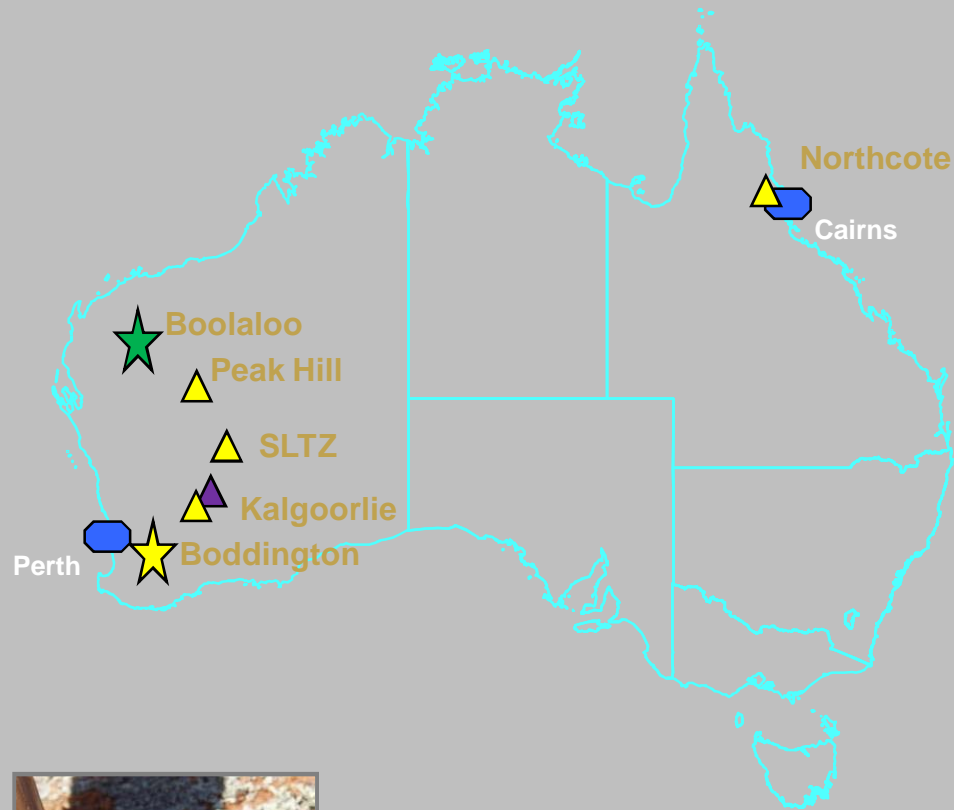 Northcote
Cairns
Boolaloo
Peak Hill
SLTZ
Kalgoorlie
Boddington
Perth